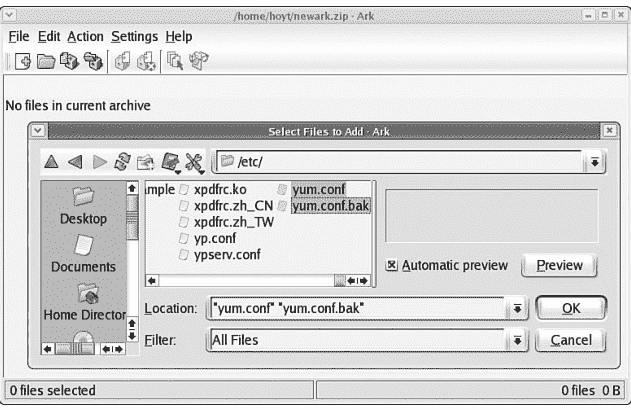 /home/hoyt/newark.zip - Ark
File Edit Action Settings Help
No files in current archive
Select Files to Add - Ark
/etc/
Desktop
Documents
Home Director
mple xpdfrc.ko yum.conf
xpdfrc.zh_CN yum.conf.bak
xpdfrc.zh_TW
yp.conf
ypserv.conf
Automatic preview Preview
Location: "yum.conf" "yum.conf.bak" OK
Filter: All Files Cancel
0 files selected 0 files 0 B